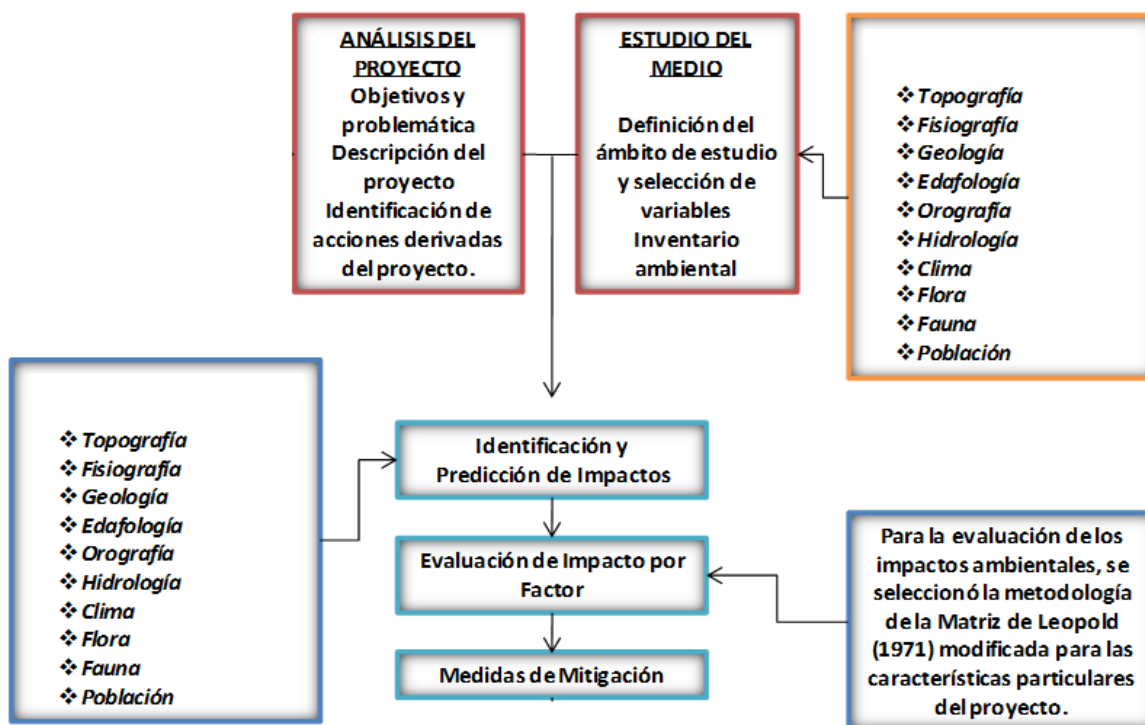 ANÁLISIS DEL
PROYECTO
Objetivos y
problemática
Descripción del
proyecto
Identificación de
acciones derivadas
del proyecto.
ESTUDIO DEL
MEDIO
Definición del
ámbito de estudio
y selección de
variables
Inventario
ambiental
❖ Topografía
❖ Fisiografía
❖ Geología
❖ Edafología
❖ Orografía
❖ Hidrología
❖ Clima
❖ Flora
❖ Fauna
❖ Población
❖ Topografía
❖ Fisiografía
❖ Geología
❖ Edafología
❖ Orografía
❖ Hidrología
❖ Clima
❖ Flora
❖ Fauna
❖ Población
Identificación y
Predicción de Impactos
Evaluación de Impacto por
Factor
Medidas de Mitigación
Para la evaluación de los
impactos ambientales, se
seleccionó la metodología
de la Matriz de Leopold
(1971) modificada para las
características particulares
del proyecto.